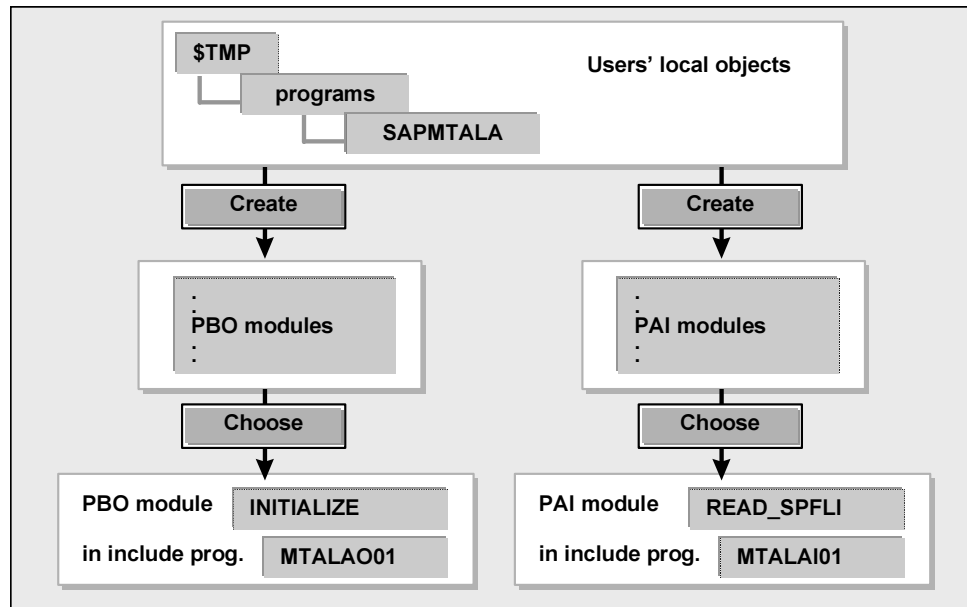 $TMP
Users’ local objects
programs
SAPMTALA
Create
Create
.
.
PBO modules
.
.
.
.
PAI modules
.
.
Choose
Choose
PBO module INITIALIZE
in include prog. MTALAO01
PAI module READ_SPFLI
in include prog. MTALAI01